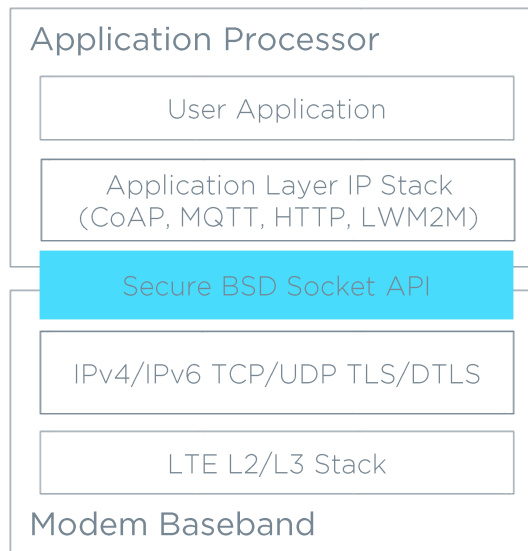 Application Processor
User Application
Application Layer IP Stack
(CoAP, MQTT, HTTP, LWM2M)
Secure BSD Socket API
IPv4/IPv6 TCP/UDP TLS/DTLS
LTE L2/L3 Stack
Modem Baseband